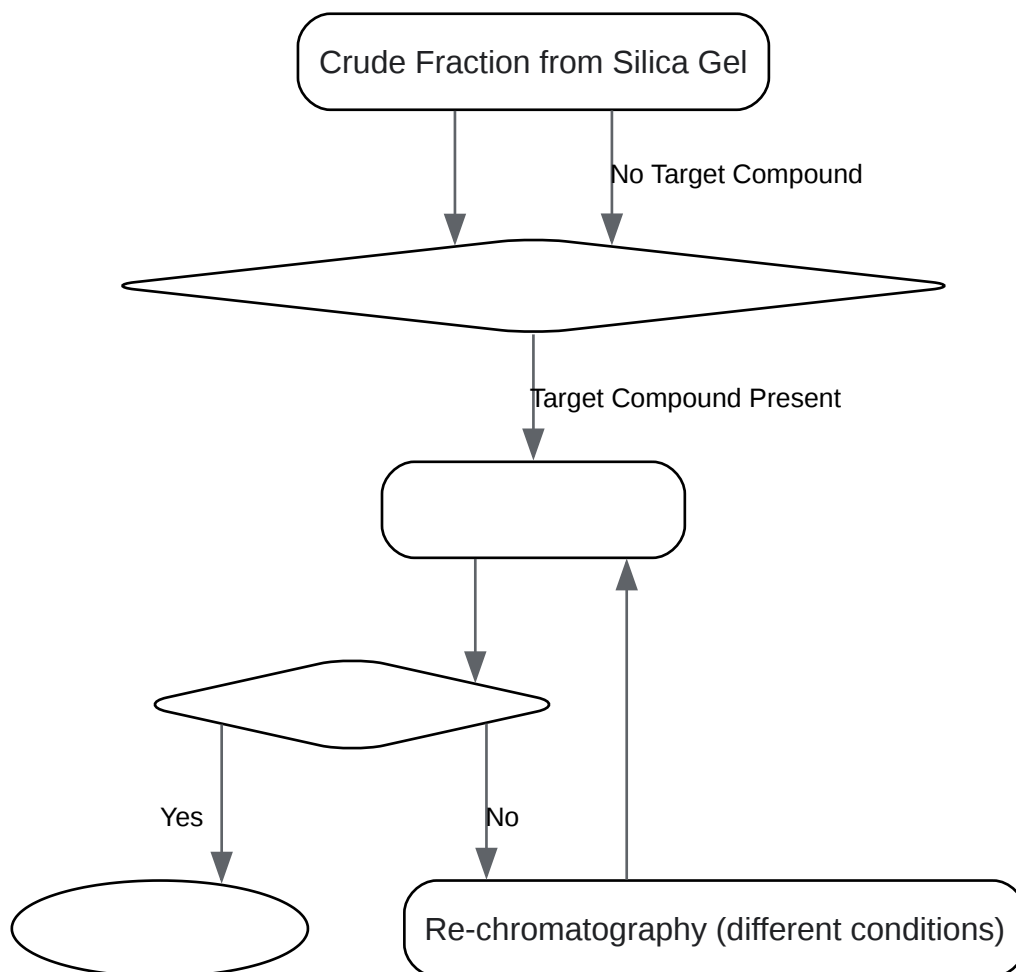 Crude Fraction from Silica Gel
No Target Compound
Target Compound Present
Yes
No
Re-chromatography (different conditions)